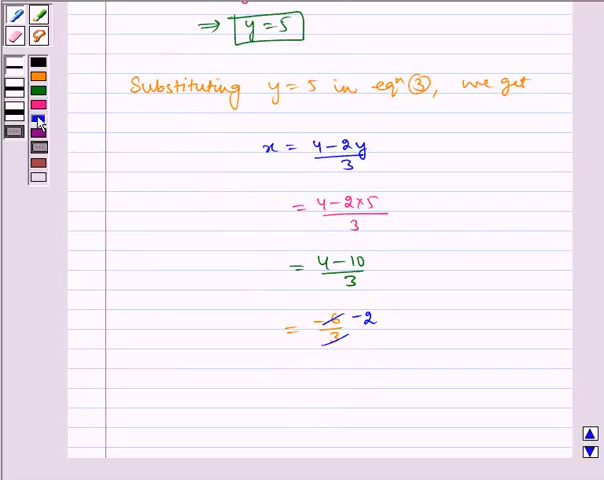 ⇒ y = 5
Substituting y = 5 in eqⁿ ③, we get
x = 4 - 2y / 3
= 4 - 2 × 5 / 3
= 4 - 10 / 3
= -6 / 3 -2